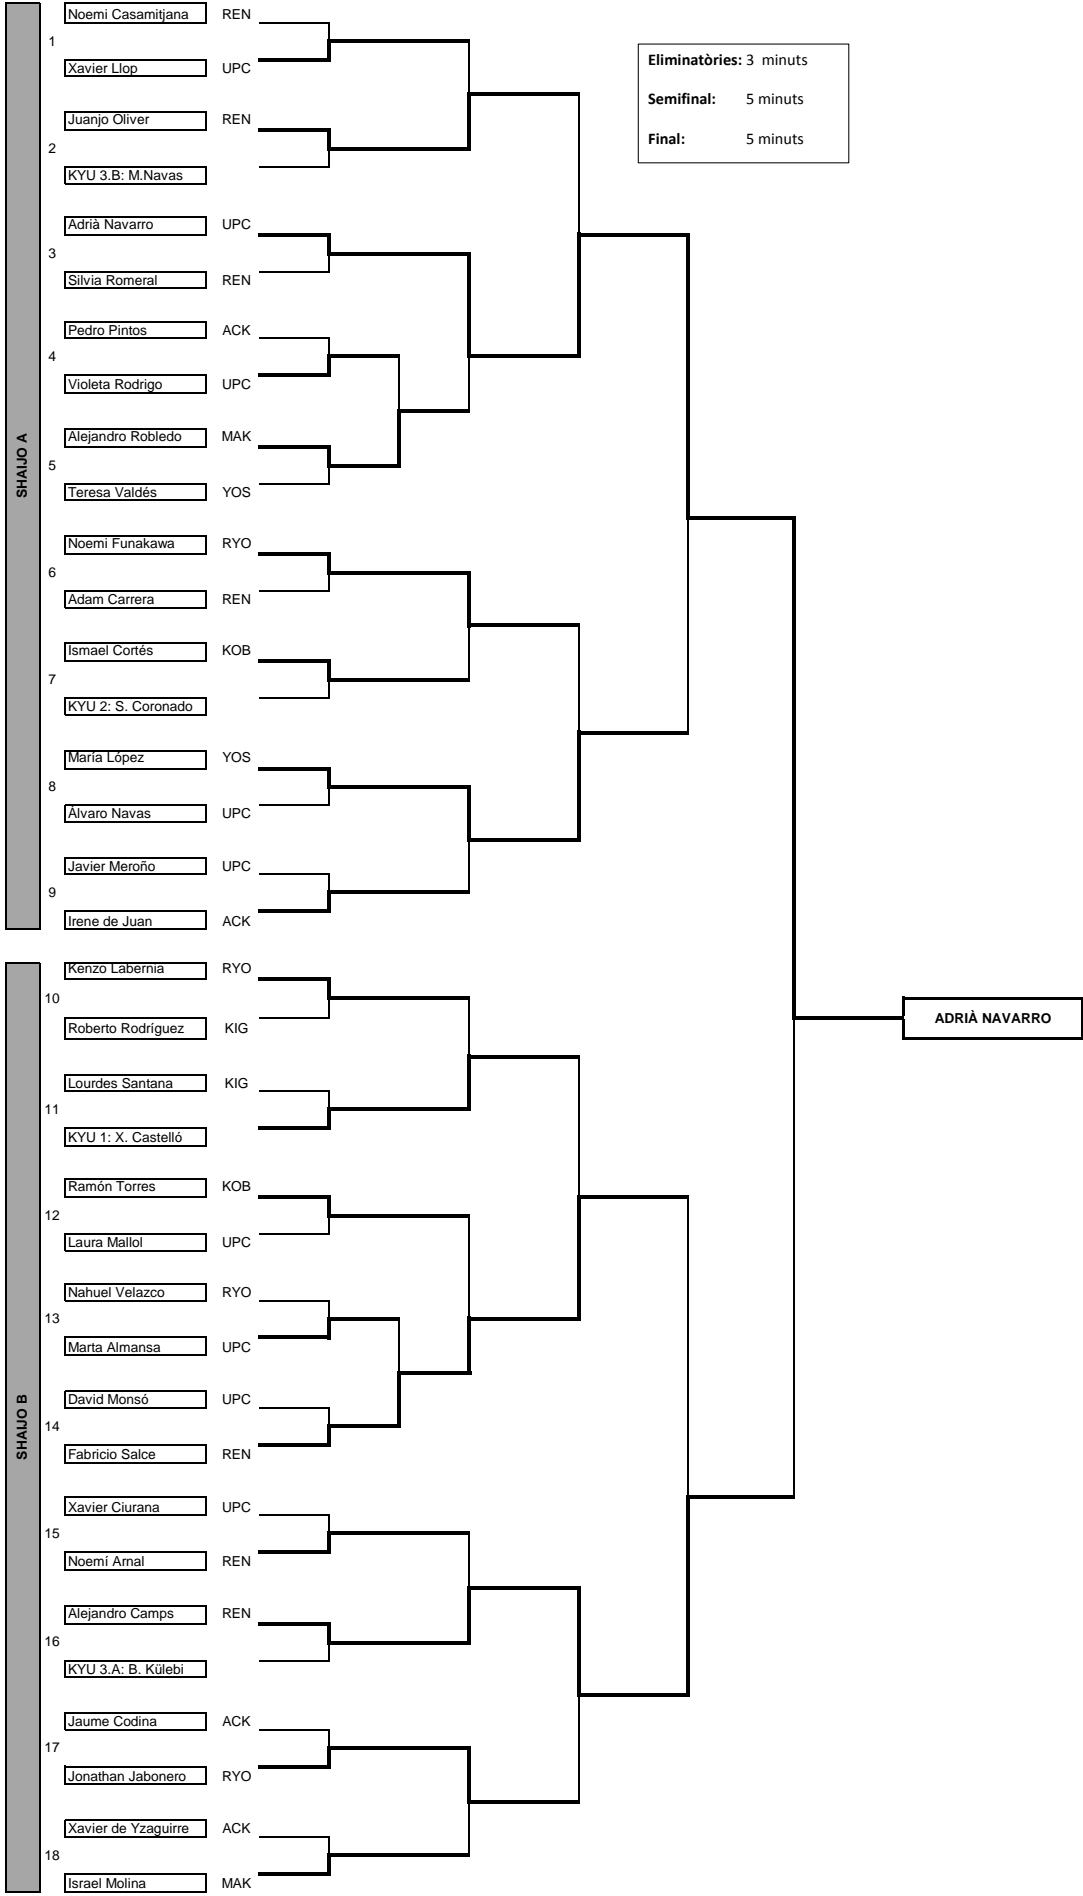 Noemi Casamitjana REN
1
Xavier Llop UPC
Eliminatòries: 3 minuts
Semifinal: 5 minuts
Final: 5 minuts
Juanjo Oliver REN
2
KYU 3.B: M.Navas
Adrià Navarro UPC
3
Silvia Romeral REN
Pedro Pintos ACK
4
Violeta Rodrigo UPC
SHAIJO A
Alejandro Robledo MAK
5
Teresa Valdés YOS
Noemi Funakawa RYO
6
Adam Carrera REN
Ismael Cortés KOB
7
KYU 2: S. Coronado
María López YOS
8
Álvaro Navas UPC
Javier Meroño UPC
9
Irene de Juan ACK
Kenzo Labernia RYO
10
Roberto Rodríguez KIG
ADRIÀ NAVARRO
Lourdes Santana KIG
11
KYU 1: X. Castelló
Ramón Torres KOB
12
Laura Mallol UPC
Nahuel Velazco RYO
13
Marta Almansa UPC
SHAIJO B
David Monsó UPC
14
Fabricio Salce REN
Xavier Ciurana UPC
15
Noemí Arnal REN
Alejandro Camps REN
16
KYU 3.A: B. Külebi
Jaume Codina ACK
17
Jonathan Jabonero RYO
Xavier de Yzaguirre ACK
18
Israel Molina MAK